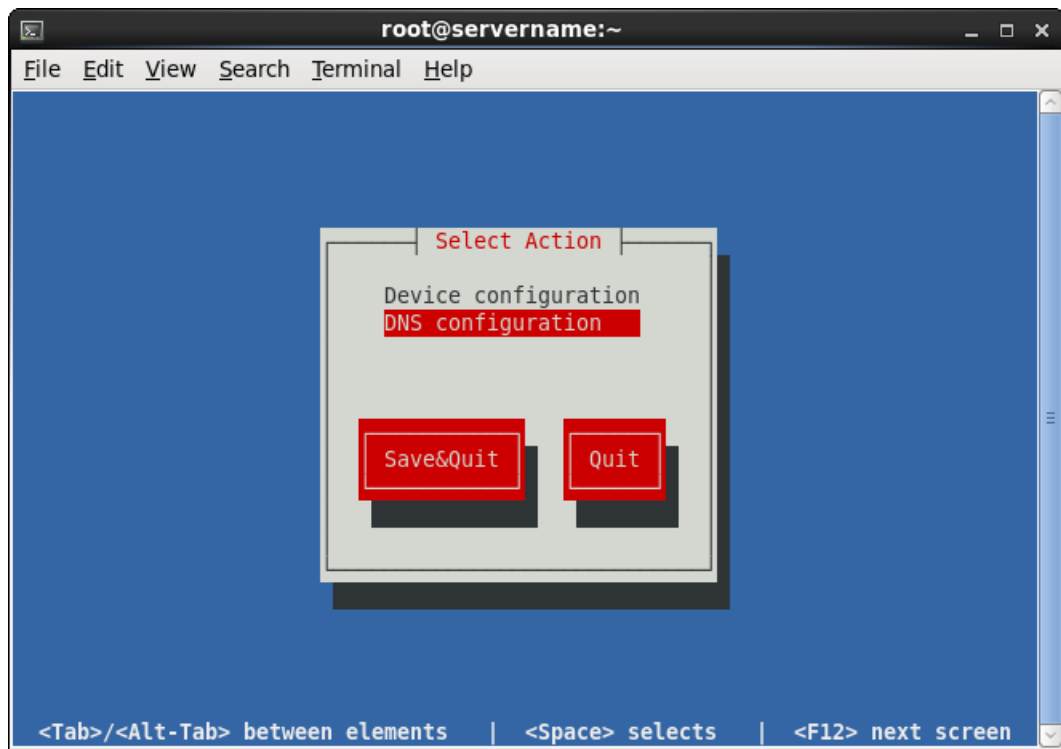 root@servername:~
File Edit View Search Terminal Help
Select Action
Device configuration
DNS configuration
Save&Quit Quit
<Tab>/<Alt-Tab> between elements | <Space> selects | <F12> next screen